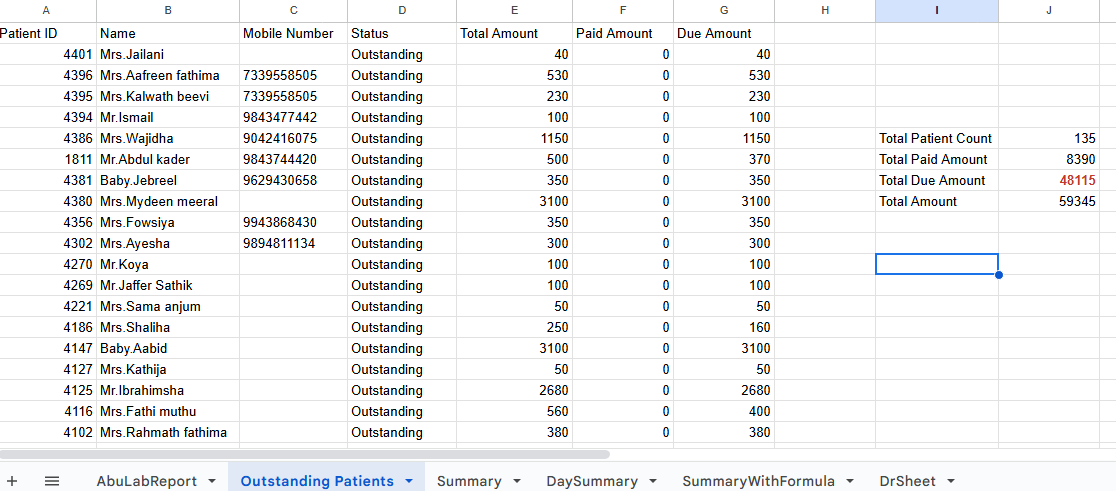 A B C D E F G H I J
Patient ID Name Mobile Number Status Total Amount Paid Amount Due Amount
4401 Mrs.Jailani Outstanding 40 0 40
4396 Mrs.Aafreen fathima 7339558505 Outstanding 530 0 530
4395 Mrs.Kalwath beevi 7339558505 Outstanding 230 0 230
4394 Mr.Ismail 9843477442 Outstanding 100 0 100
4386 Mrs.Wajidha 9042416075 Outstanding 1150 0 1150 Total Patient Count 135
1811 Mr.Abdul kader 9843744420 Outstanding 500 0 370 Total Paid Amount 8390
4381 Baby.Jebreel 9629430658 Outstanding 350 0 350 Total Due Amount 48115
4380 Mrs.Mydeen meeral Outstanding 3100 0 3100 Total Amount 59345
4356 Mrs.Fowsiya 9943868430 Outstanding 350 0 350
4302 Mrs.Ayesha 9894811134 Outstanding 300 0 300
4270 Mr.Koya Outstanding 100 0 100
4269 Mr.Jaffer Sathik Outstanding 100 0 100
4221 Mrs.Sama anjum Outstanding 50 0 50
4186 Mrs.Shaliha Outstanding 250 0 160
4147 Baby.Aabid Outstanding 3100 0 3100
4127 Mrs.Kathija Outstanding 50 0 50
4125 Mr.Ibrahimsha Outstanding 2680 0 2680
4116 Mrs.Fathi muthu Outstanding 560 0 400
4102 Mrs.Rahmath fathima Outstanding 380 0 380
AbuLabReport Outstanding Patients Summary DaySummary SummaryWithFormula DrSheet